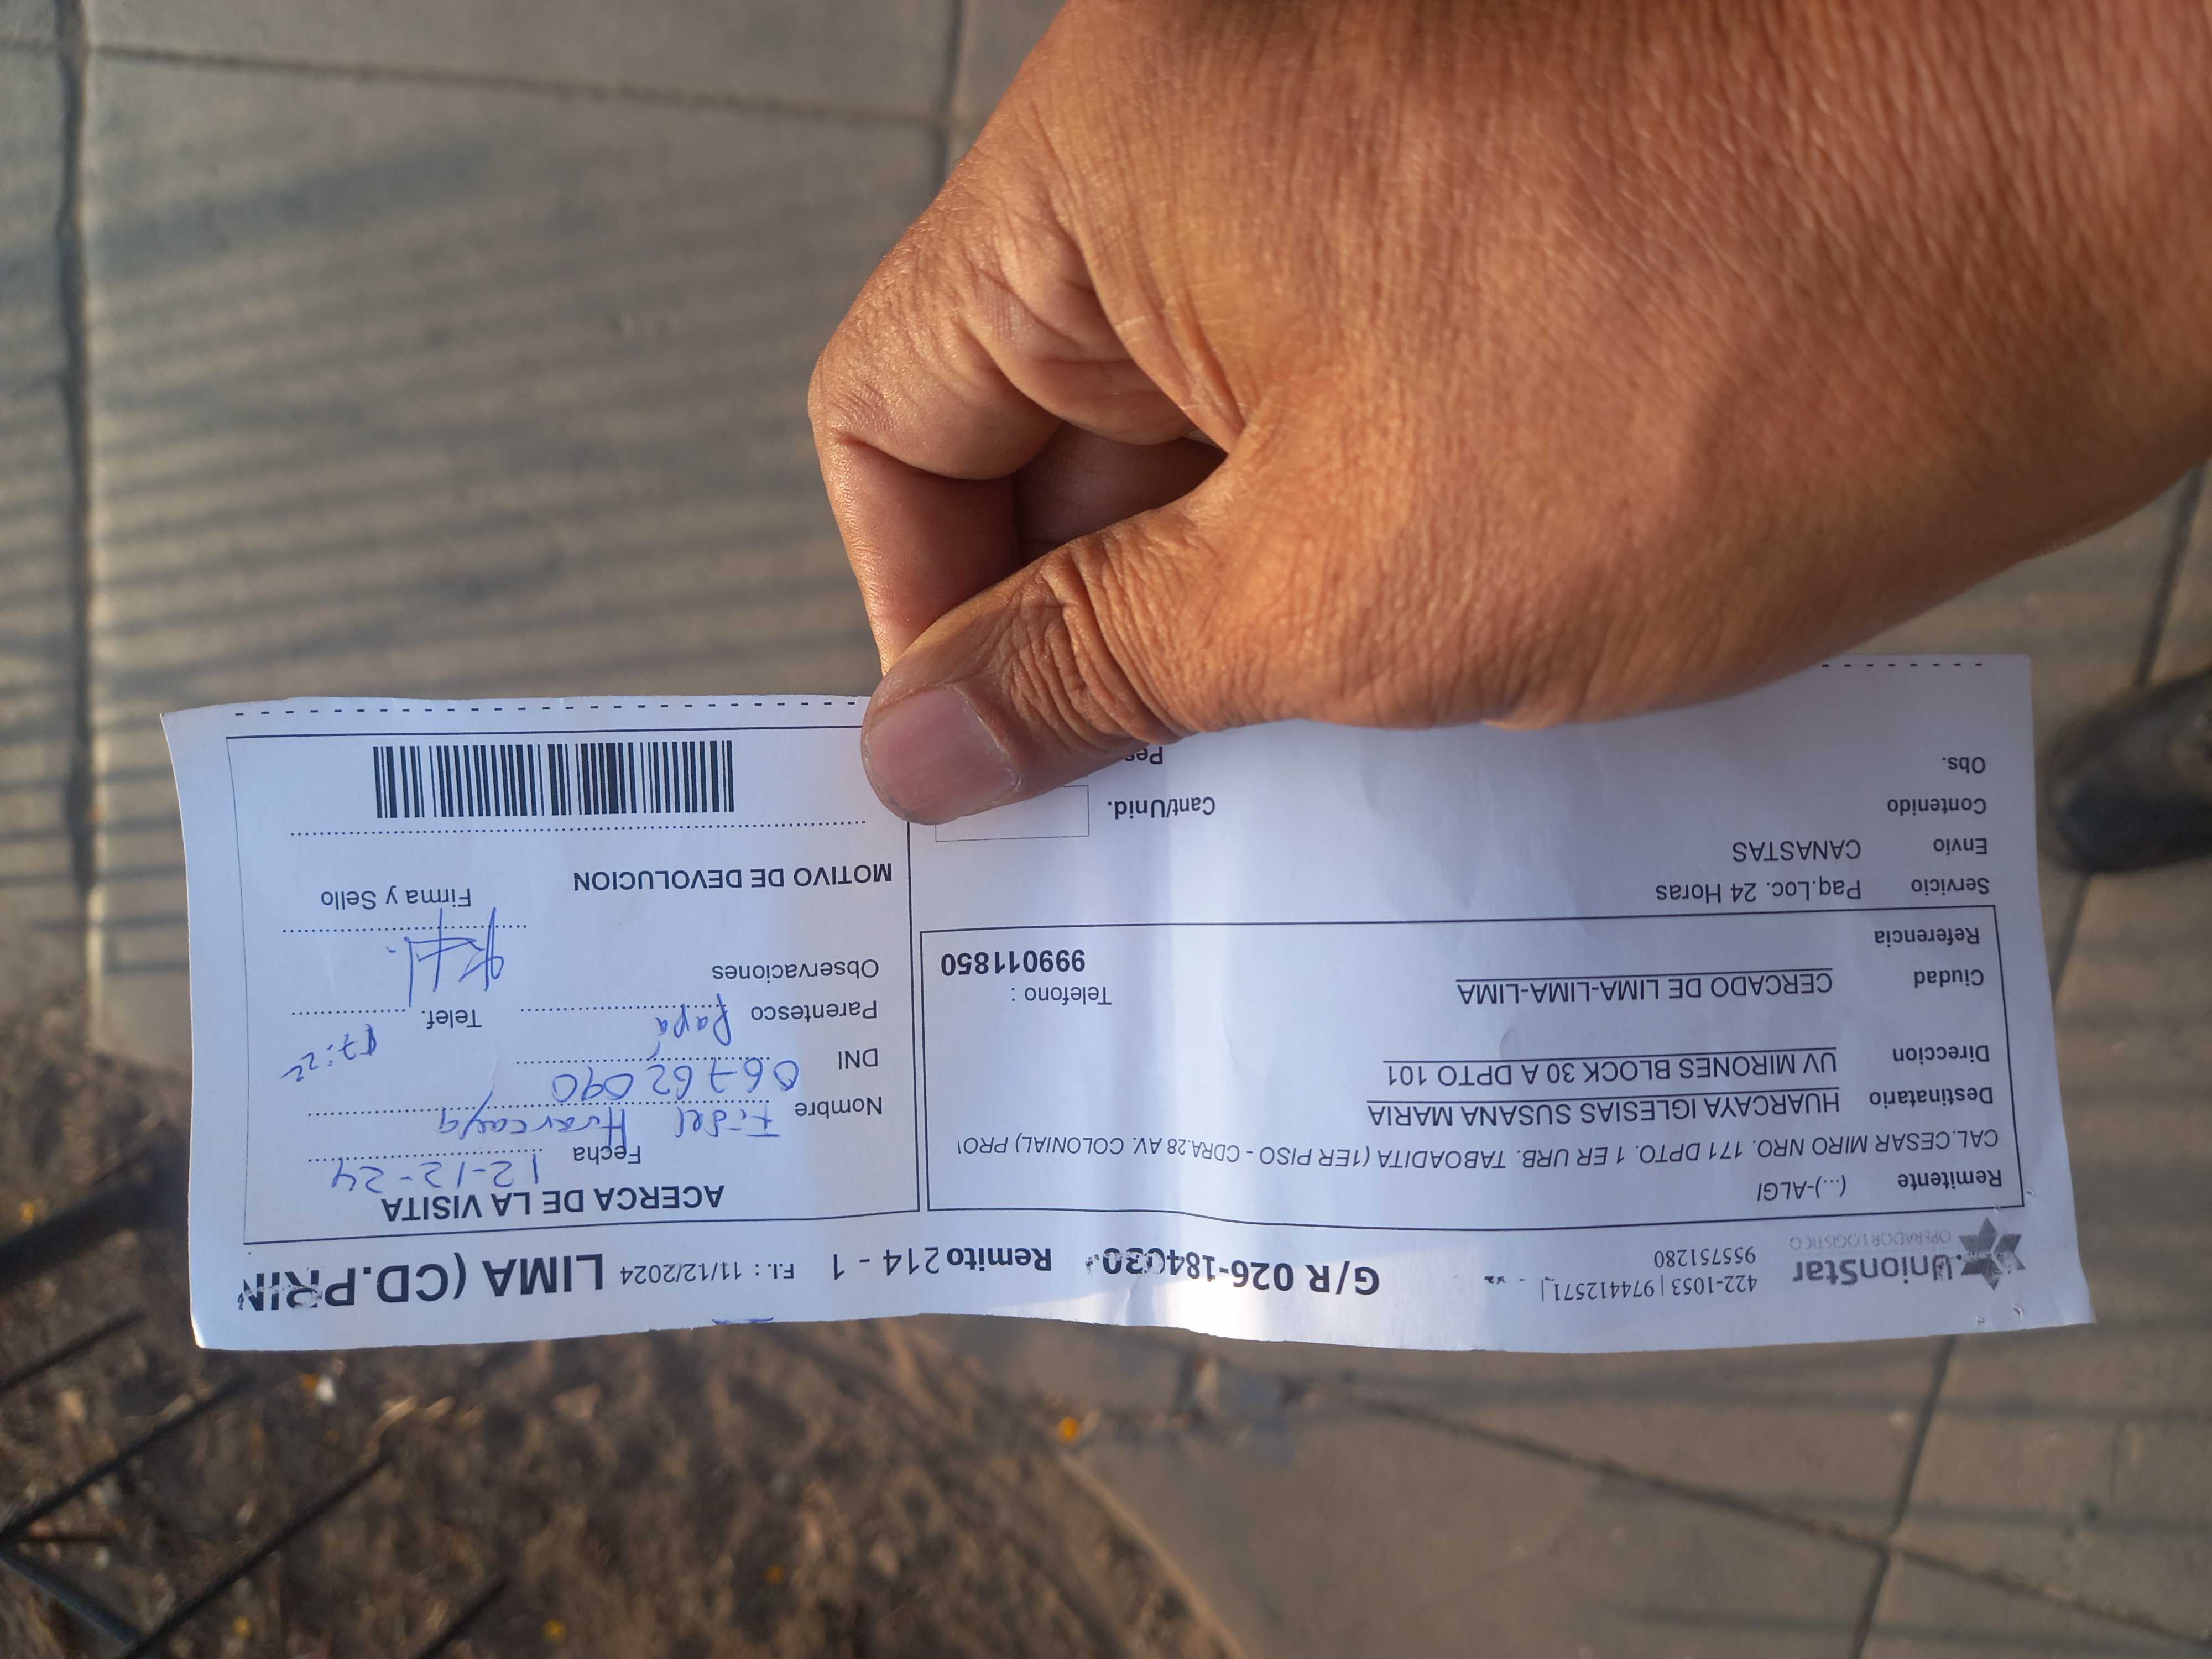 UnionStar
OPERADOR LOGISTICO
422-1053 | 974412571 |
955751280
G/R 026-184030
Remito 214 - 1
F.I. : 11/12/2024
LIMA (CD.PRIN
Remitente (...)-ALGI
CAL.CESAR MIRO NRO. 171 DPTO. 1 ER URB. TABOADITA (1ER PISO - CDRA.28 AV. COLONIAL) PRO
Destinatario HUARCAYA IGLESIAS SUSANA MARIA
Direccion UV MIRONES BLOCK 30 A DPTO 101
Ciudad CERCADO DE LIMA-LIMA-LIMA
Telefono :
999011850
Referencia
Servicio Paq.Loc. 24 Horas
Envio CANASTAS
Contenido
Cant/Unid.
Obs.
ACERCA DE LA VISITA
Fecha 12-12-24
Nombre Fidel Huarcaya
DNI 06762090
Parentesco Papá
Telef.
Observaciones
Firma y Sello
MOTIVO DE DEVOLUCION